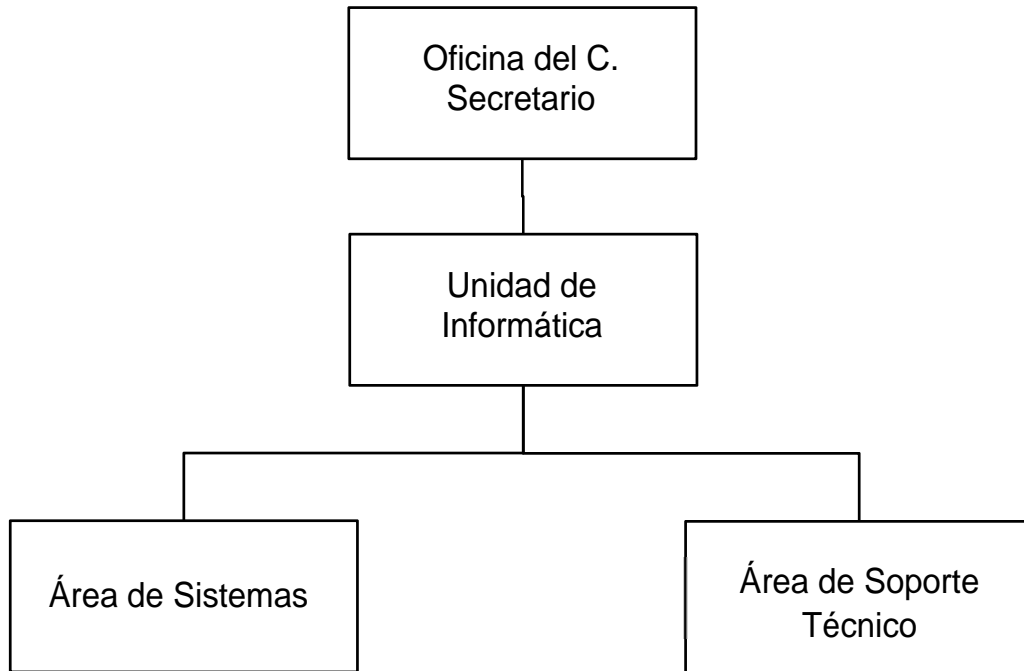 Oficina del C.
Secretario
Unidad de
Informática
Área de Sistemas
Área de Soporte
Técnico